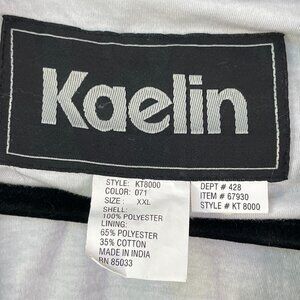 Kaelin
STYLE: KT8000
COLOR: 071
SIZE: XXL
SHELL:
100% POLYESTER
LINING:
65% POLYESTER
35% COTTON
MADE IN INDIA
RN 85033
DEPT # 428
ITEM # 67930
STYLE # KT 8000